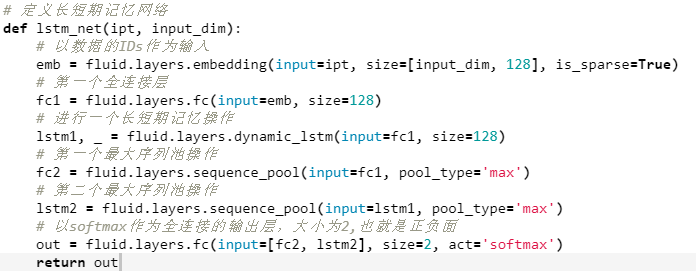 # 定义长短期记忆网络
def lstm_net(ipt, input_dim):
    # 以数据的IDs作为输入
    emb = fluid.layers.embedding(input=ipt, size=[input_dim, 128], is_sparse=True)
    # 第一个全连接层
    fc1 = fluid.layers.fc(input=emb, size=128)
    # 进行一个长短期记忆操作
    lstm1, _ = fluid.layers.dynamic_lstm(input=fc1, size=128)
    # 第一个最大序列池操作
    fc2 = fluid.layers.sequence_pool(input=fc1, pool_type='max')
    # 第二个最大序列池操作
    lstm2 = fluid.layers.sequence_pool(input=lstm1, pool_type='max')
    # 以softmax作为全连接的输出层，大小为2,也就是正负面
    out = fluid.layers.fc(input=[fc2, lstm2], size=2, act='softmax')
    return out